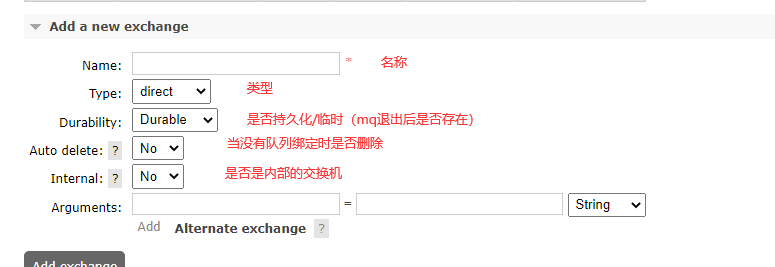 Add a new exchange
Name: * 名称
Type: direct 类型
Durability: Durable 是否持久化/临时（mq退出后是否存在）
Auto delete: ? No 当没有队列绑定时是否删除
Internal: ? No 是否是内部的交换机
Arguments: = String
Add Alternate exchange ?
Add exchange